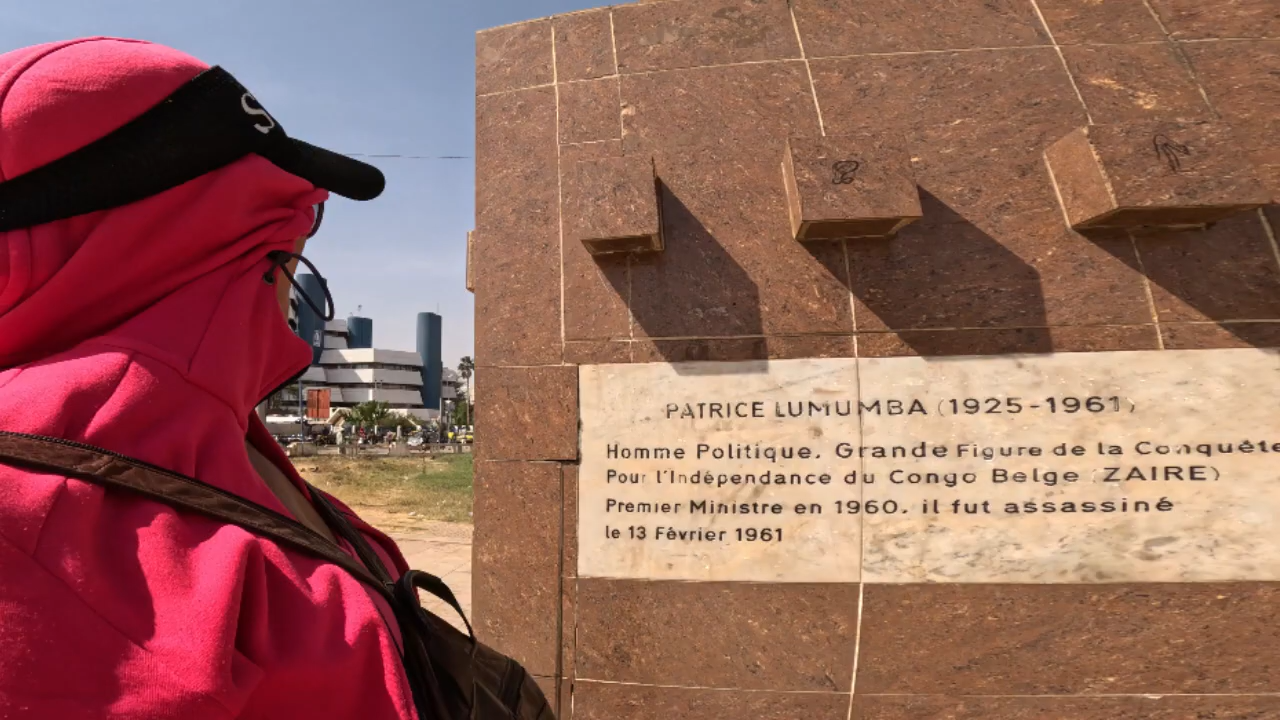 S
PATRICE LUMUMBA (1925-1961)
Homme Politique. Grande Figure de la Conquête
Pour l'Indépendance du Congo Belge (ZAIRE)
Premier Ministre en 1960. il fut assassiné
le 13 Février 1961